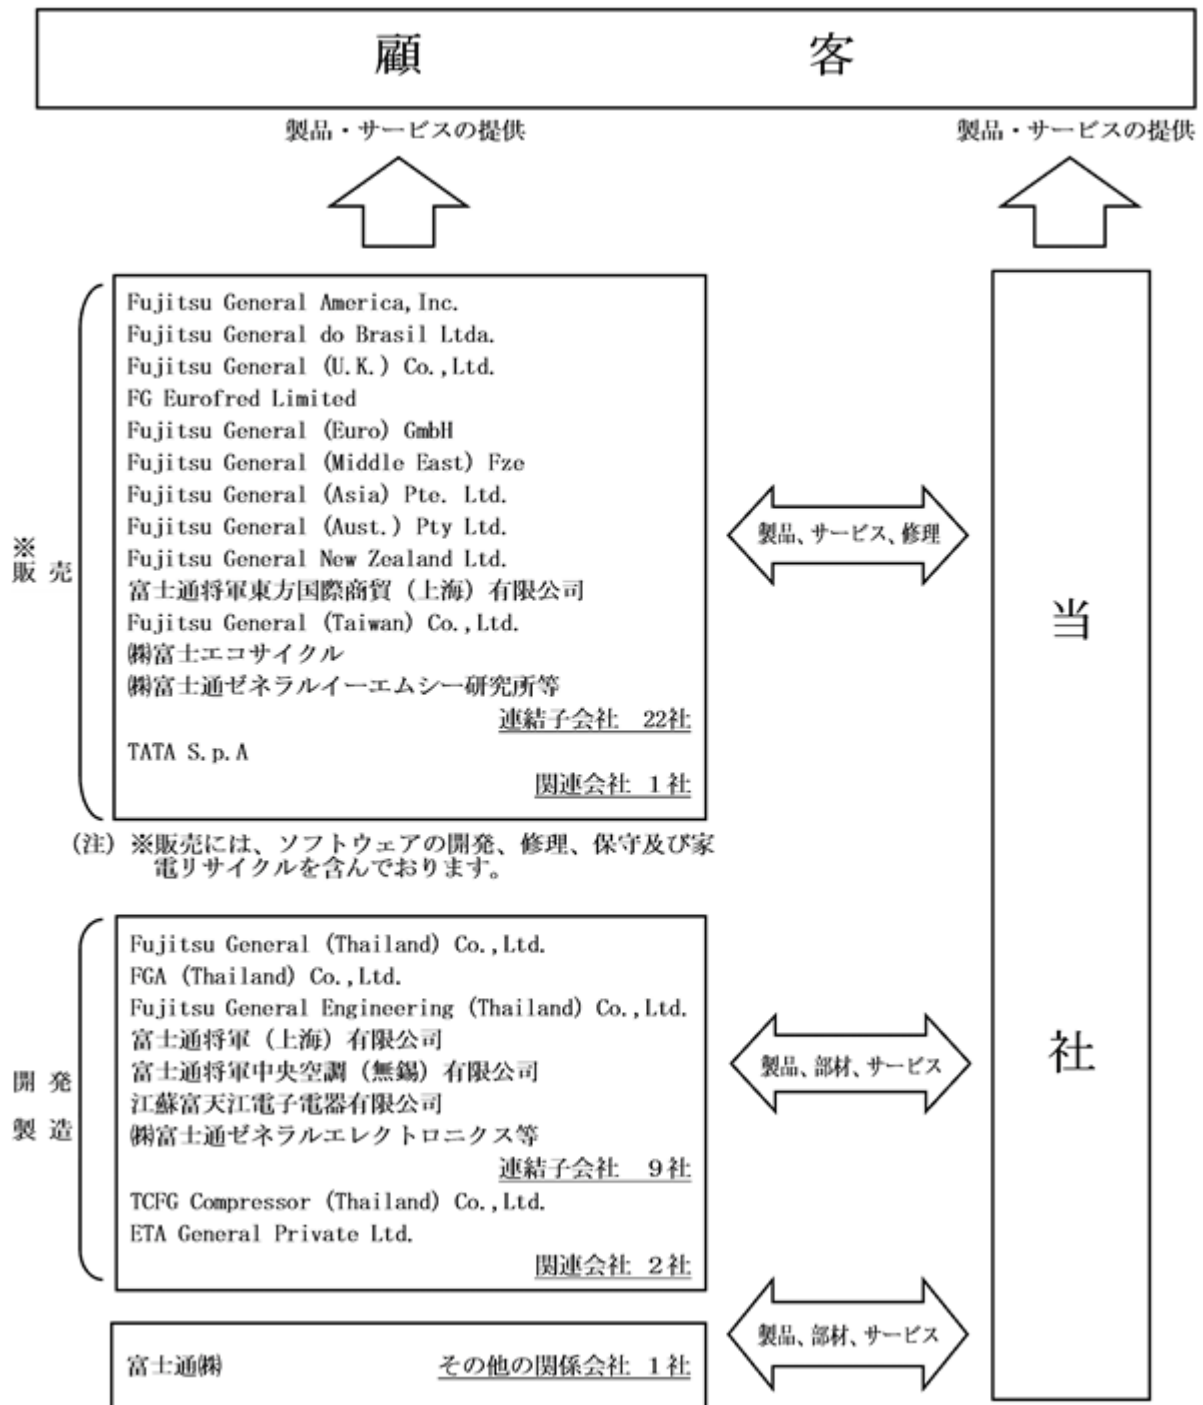 顧客
製品・サービスの提供
製品・サービスの提供
※
販売
Fujitsu General America,Inc.
Fujitsu General do Brasil Ltda.
Fujitsu General (U.K.) Co.,Ltd.
FG Eurofred Limited
Fujitsu General (Euro) GmbH
Fujitsu General (Middle East) Fze
Fujitsu General (Asia) Pte. Ltd.
Fujitsu General (Aust.) Pty Ltd.
Fujitsu General New Zealand Ltd.
富士通将軍東方国際商貿（上海）有限公司
Fujitsu General (Taiwan) Co.,Ltd.
㈱富士エコサイクル
㈱富士通ゼネラルイーエムシー研究所等
連結子会社　22社
TATA S.p.A
関連会社　１社
製品、サービス、修理
(注) ※販売には、ソフトウェアの開発、修理、保守及び家
電リサイクルを含んでおります。
開発
製造
Fujitsu General (Thailand) Co.,Ltd.
FGA (Thailand) Co.,Ltd.
Fujitsu General Engineering (Thailand) Co.,Ltd.
富士通将軍（上海）有限公司
富士通将軍中央空調（無錫）有限公司
江蘇富天江電子電器有限公司
㈱富士通ゼネラルエレクトロニクス等
連結子会社　９社
TCFG Compressor (Thailand) Co.,Ltd.
ETA General Private Ltd.
関連会社　２社
製品、部材、サービス
富士通㈱　その他の関係会社　１社
製品、部材、サービス
当社